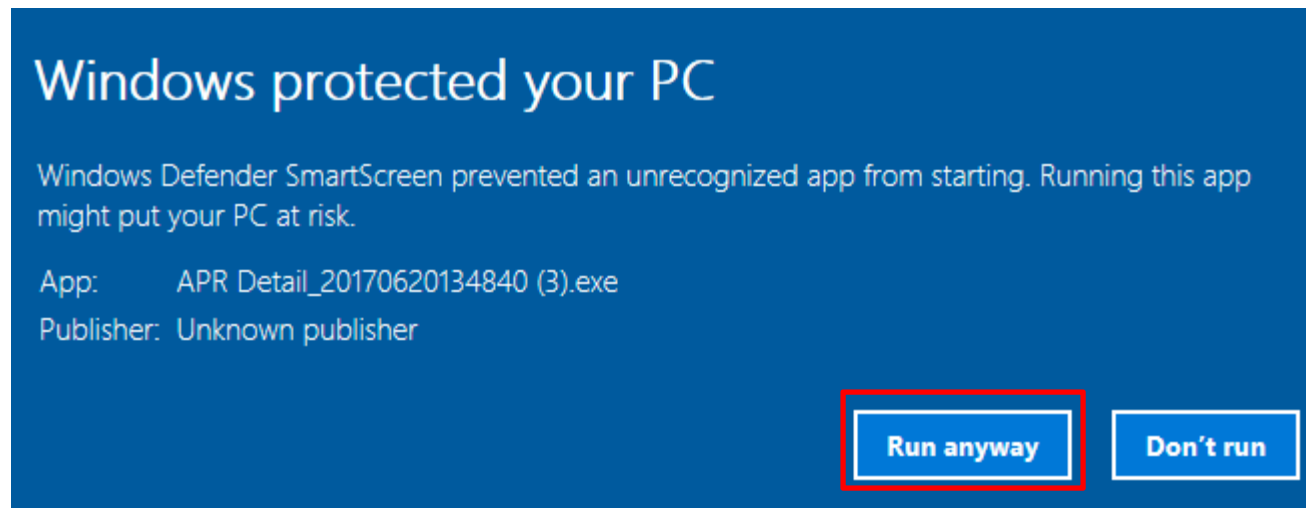 Windows protected your PC
Windows Defender SmartScreen prevented an unrecognized app from starting. Running this app
might put your PC at risk.
App: APR Detail_20170620134840 (3).exe
Publisher: Unknown publisher
Run anyway Don't run